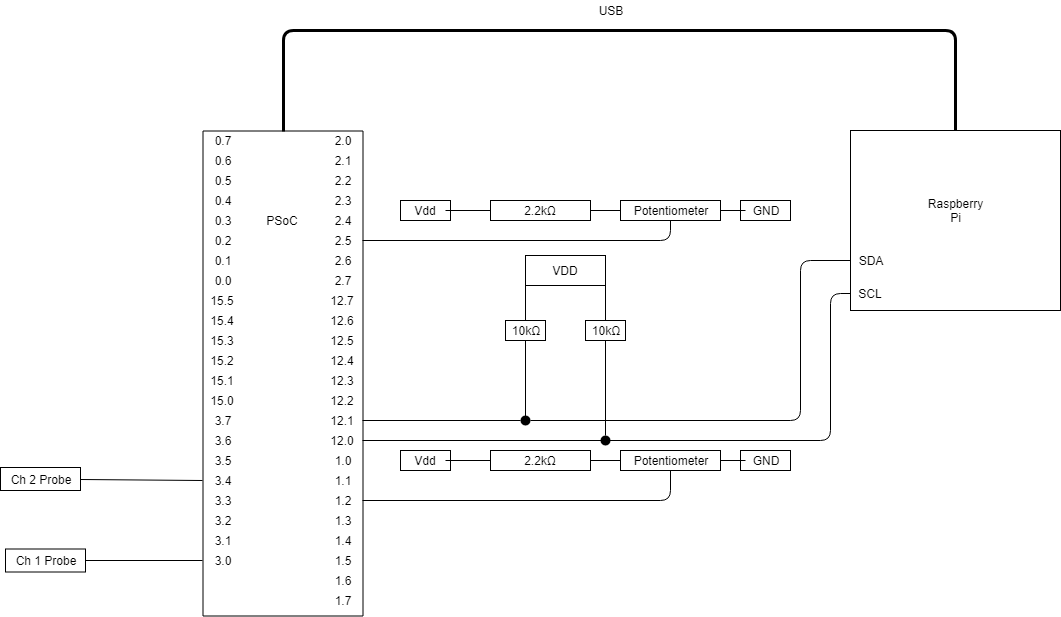 USB
0.7 2.0
0.6 2.1
0.5 2.2
0.4 2.3
0.3 PSoC 2.4
0.2 2.5
0.1 2.6
0.0 2.7
15.5 12.7
15.4 12.6
15.3 12.5
15.2 12.4
15.1 12.3
15.0 12.2
3.7 12.1
3.6 12.0
3.5 1.0
3.4 1.1
3.3 1.2
3.2 1.3
3.1 1.4
3.0 1.5
1.6
1.7
Vdd 2.2kΩ Potentiometer GND
VDD
10kΩ 10kΩ
Vdd 2.2kΩ Potentiometer GND
Raspberry
Pi
SDA
SCL
Ch 2 Probe
Ch 1 Probe